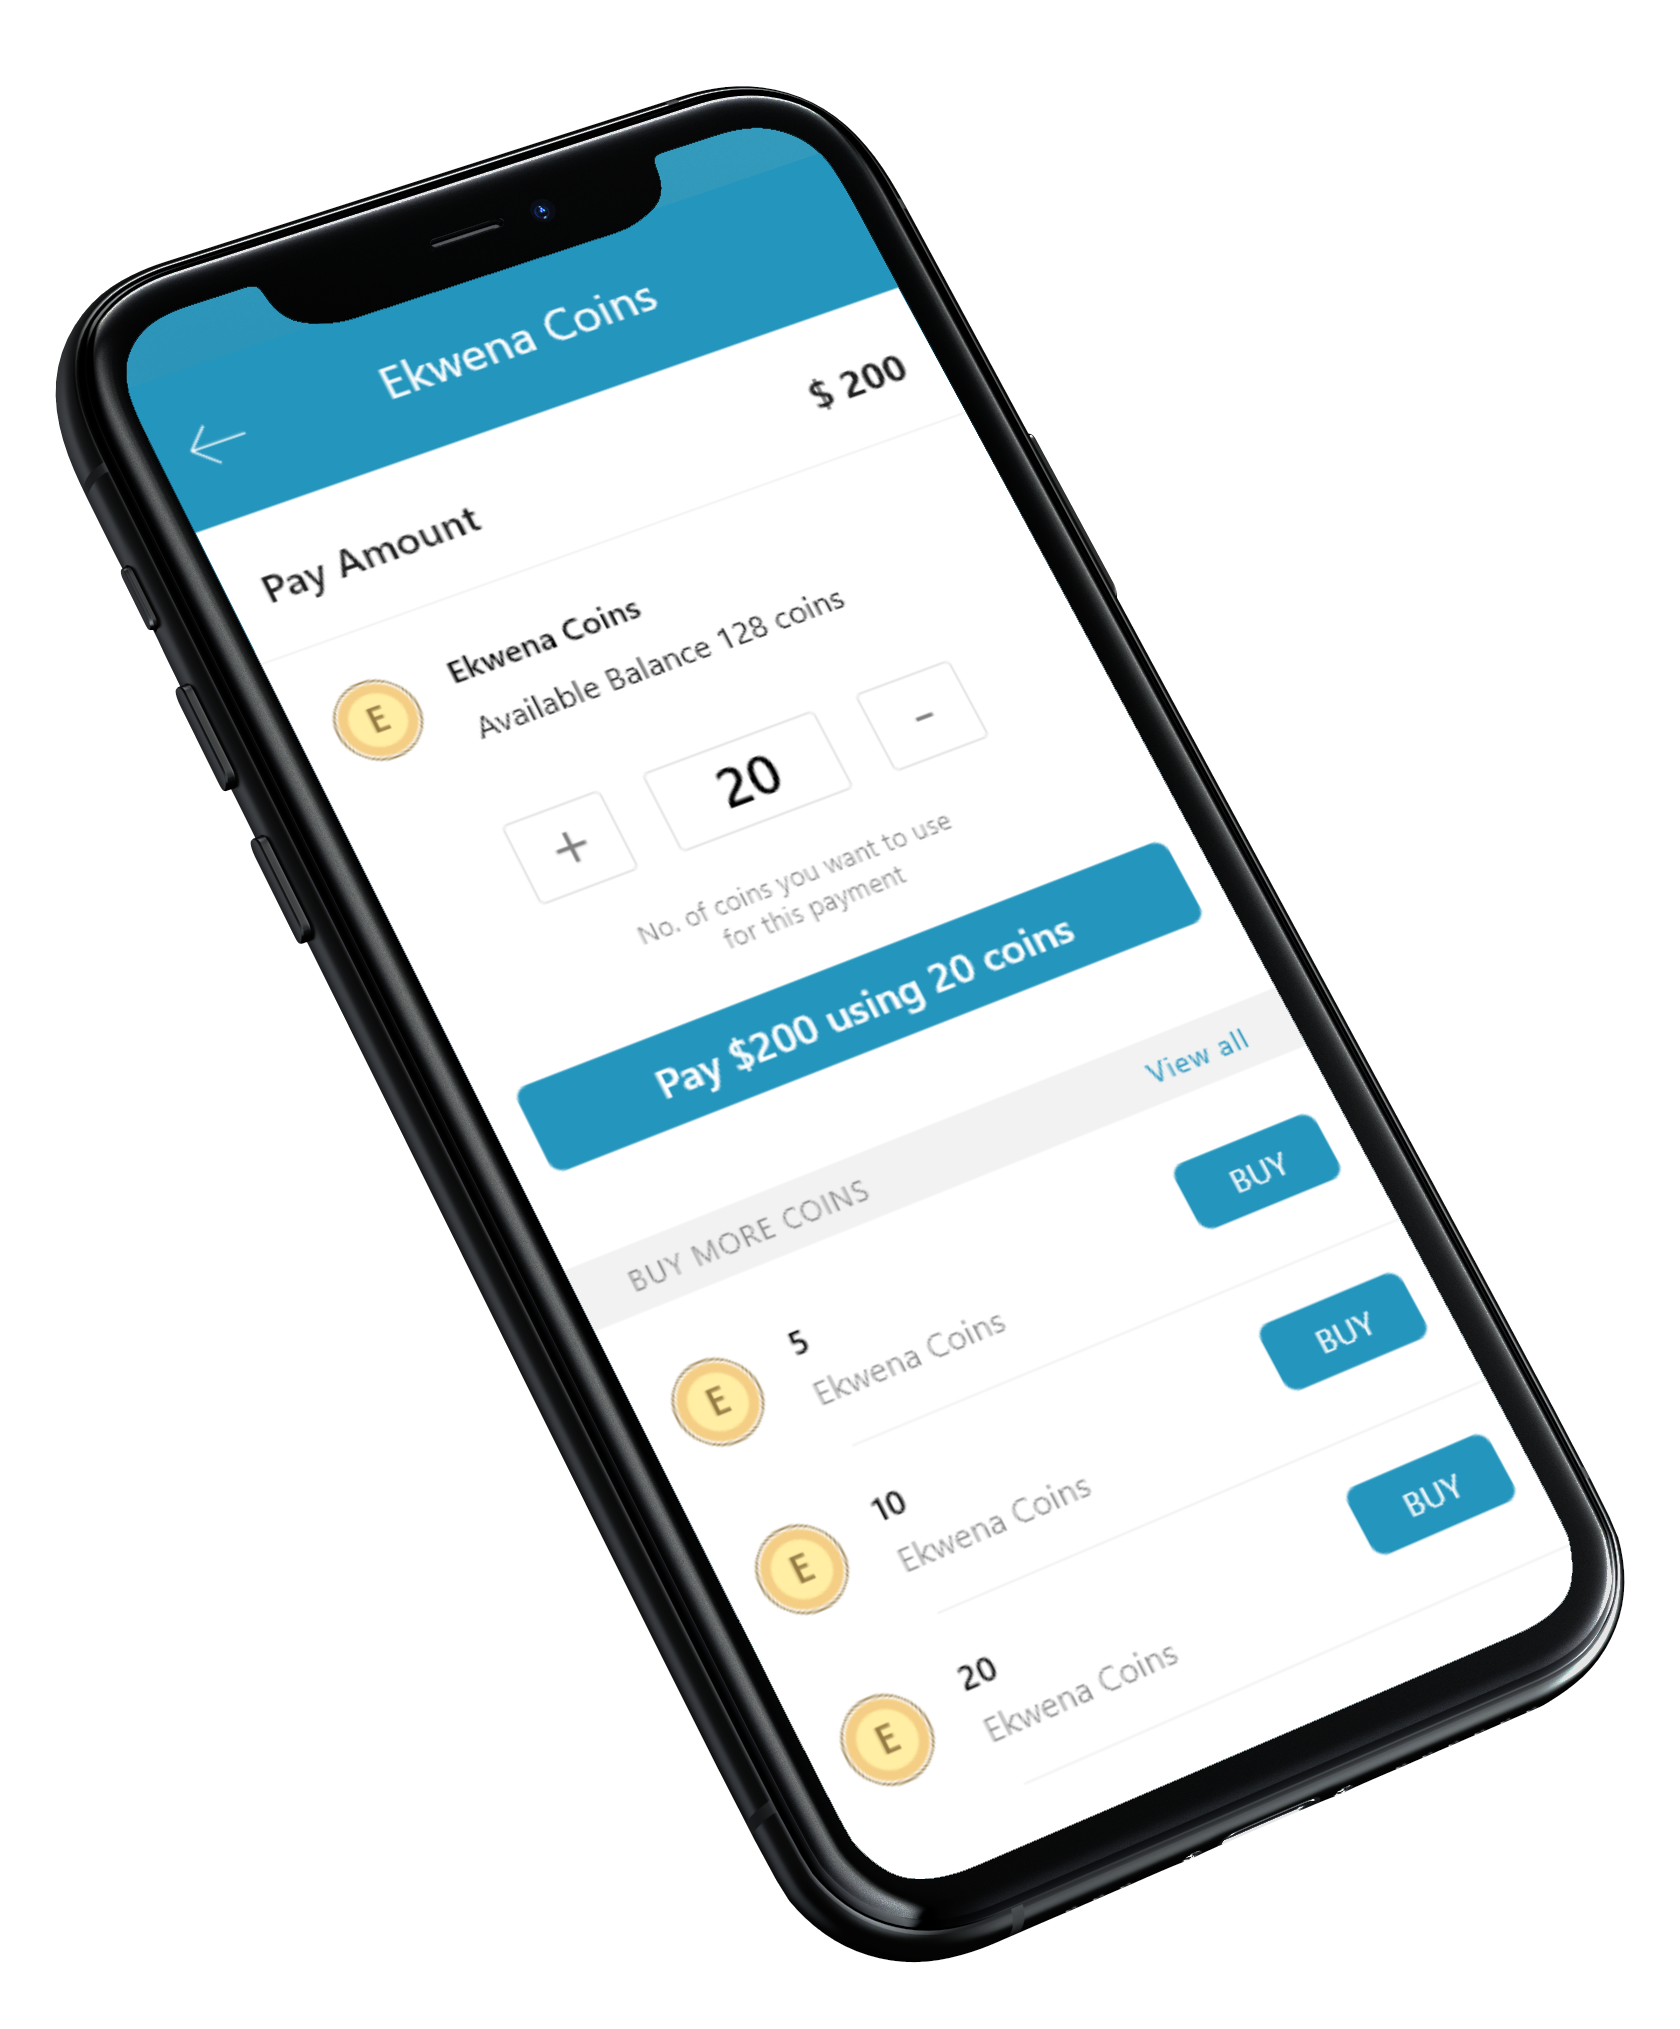 Ekwena Coins
Pay Amount
$ 200
E
Ekwena Coins
Available Balance 128 coins
+
20
-
No. of coins you want to use
for this payment
Pay $200 using 20 coins
BUY MORE COINS
View all
E
5
Ekwena Coins
BUY
E
10
Ekwena Coins
BUY
E
20
Ekwena Coins
BUY